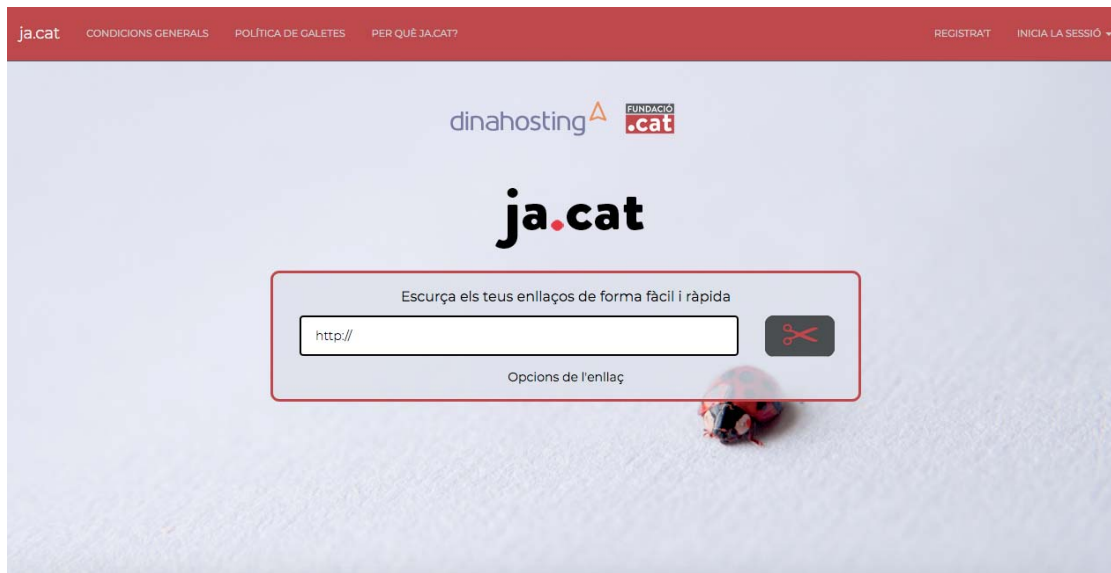 ja.cat CONDICIONS GENERALS POLÍTICA DE GALETES PER QUÈ JA.CAT? REGISTRA'T INICIA LA SESSIÓ
dinahosting FUNDACIÓ .cat
ja.cat
Escurça els teus enllaços de forma fàcil i ràpida
http://
Opcions de l'enllaç